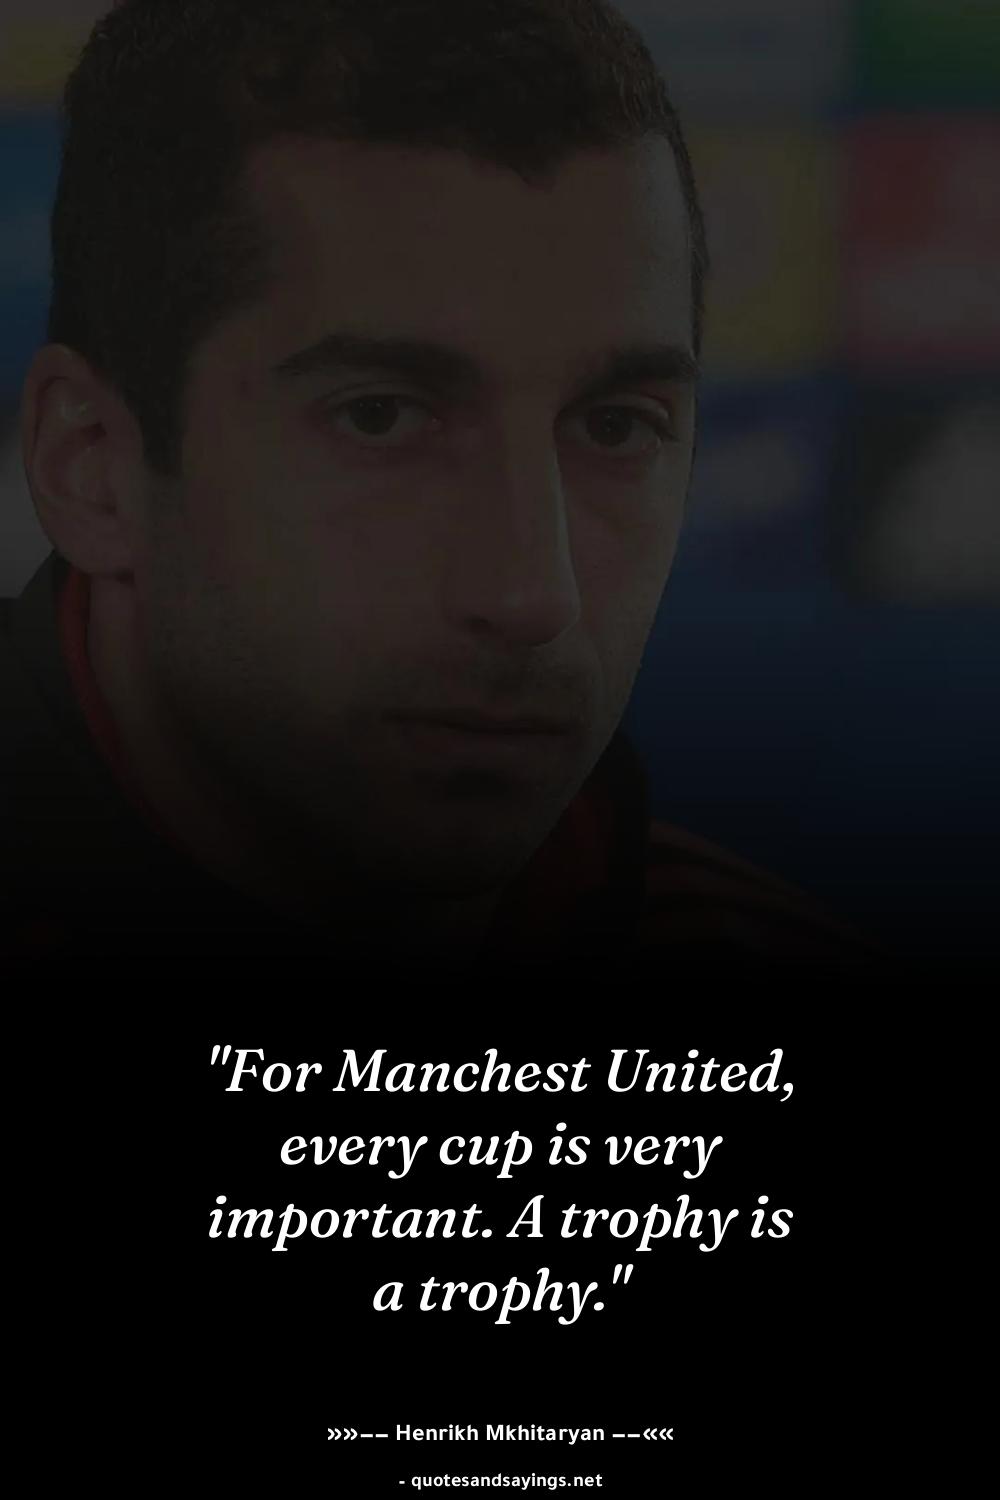 "For Manchest United,
every cup is very
important. A trophy is
a trophy."
»»–– Henrikh Mkhitaryan ––««
- quotesandsayings.net